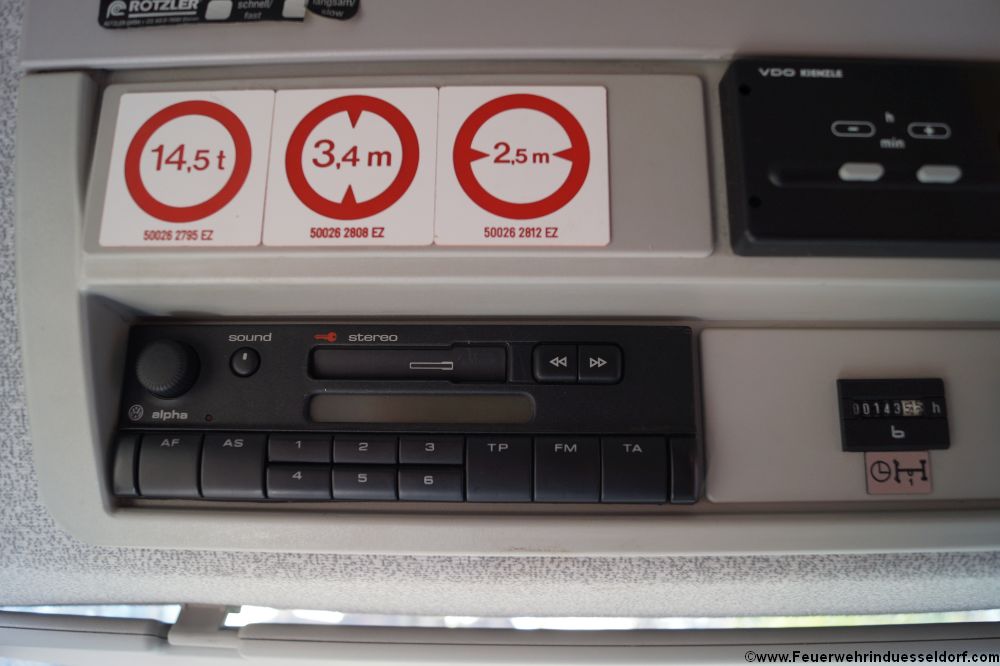 ROTZLER
schnell/ fast
langsam/ slow
VDO KIENZLE
h
- +
min
14,5 t
3,4 m
2,5 m
50026 2795 EZ
50026 2808 EZ
50026 2812 EZ
sound
stereo
alpha
AF AS 1 2 3 TP FM TA
4 5 6
h
1
©www.Feuerwehrinduesseldorf.com